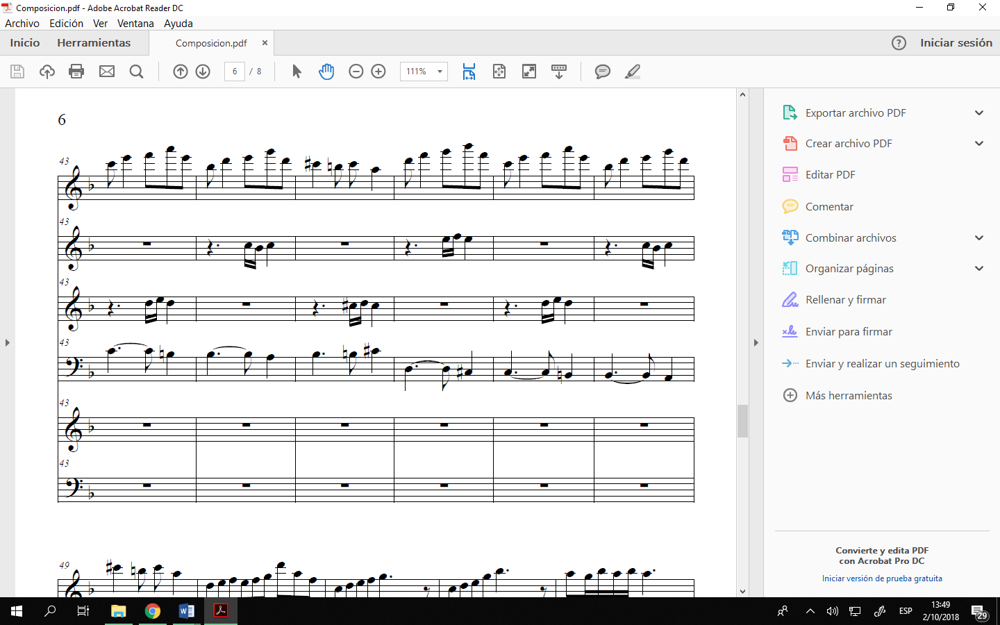 Composicion.pdf - Adobe Acrobat Reader DC
Archivo Edición Ver Ventana Ayuda
Inicio Herramientas Composicion.pdf × Iniciar sesión
6 / 8 111%
6
43
43
43
43
43
43
49
Exportar archivo PDF
Crear archivo PDF
Editar PDF
Comentar
Combinar archivos
Organizar páginas
Rellenar y firmar
Enviar para firmar
Enviar y realizar un seguimiento
Más herramientas
Convierte y edita PDF
con Acrobat Pro DC
Iniciar versión de prueba gratuita
ESP
13:49
2/10/2018
29